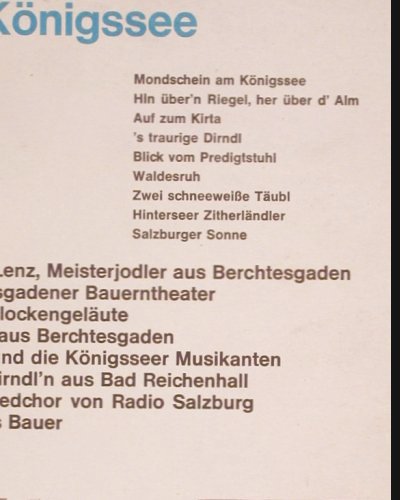 Königssee
Mondschein am Königssee
HIn über'n Riegel, her über d' Alm
Auf zum Kirta
's traurige Dirndl
Blick vom Predigtstuhl
Waldesruh
Zwei schneeweiße Täubl
Hinterseer Zitherländler
Salzburger Sonne
Lenz, Meisterjodler aus Berchtesgaden
sgadener Bauerntheater
lockengeläute
aus Berchtesgaden
nd die Königsseer Musikanten
irndl'n aus Bad Reichenhall
edchor von Radio Salzburg
s Bauer